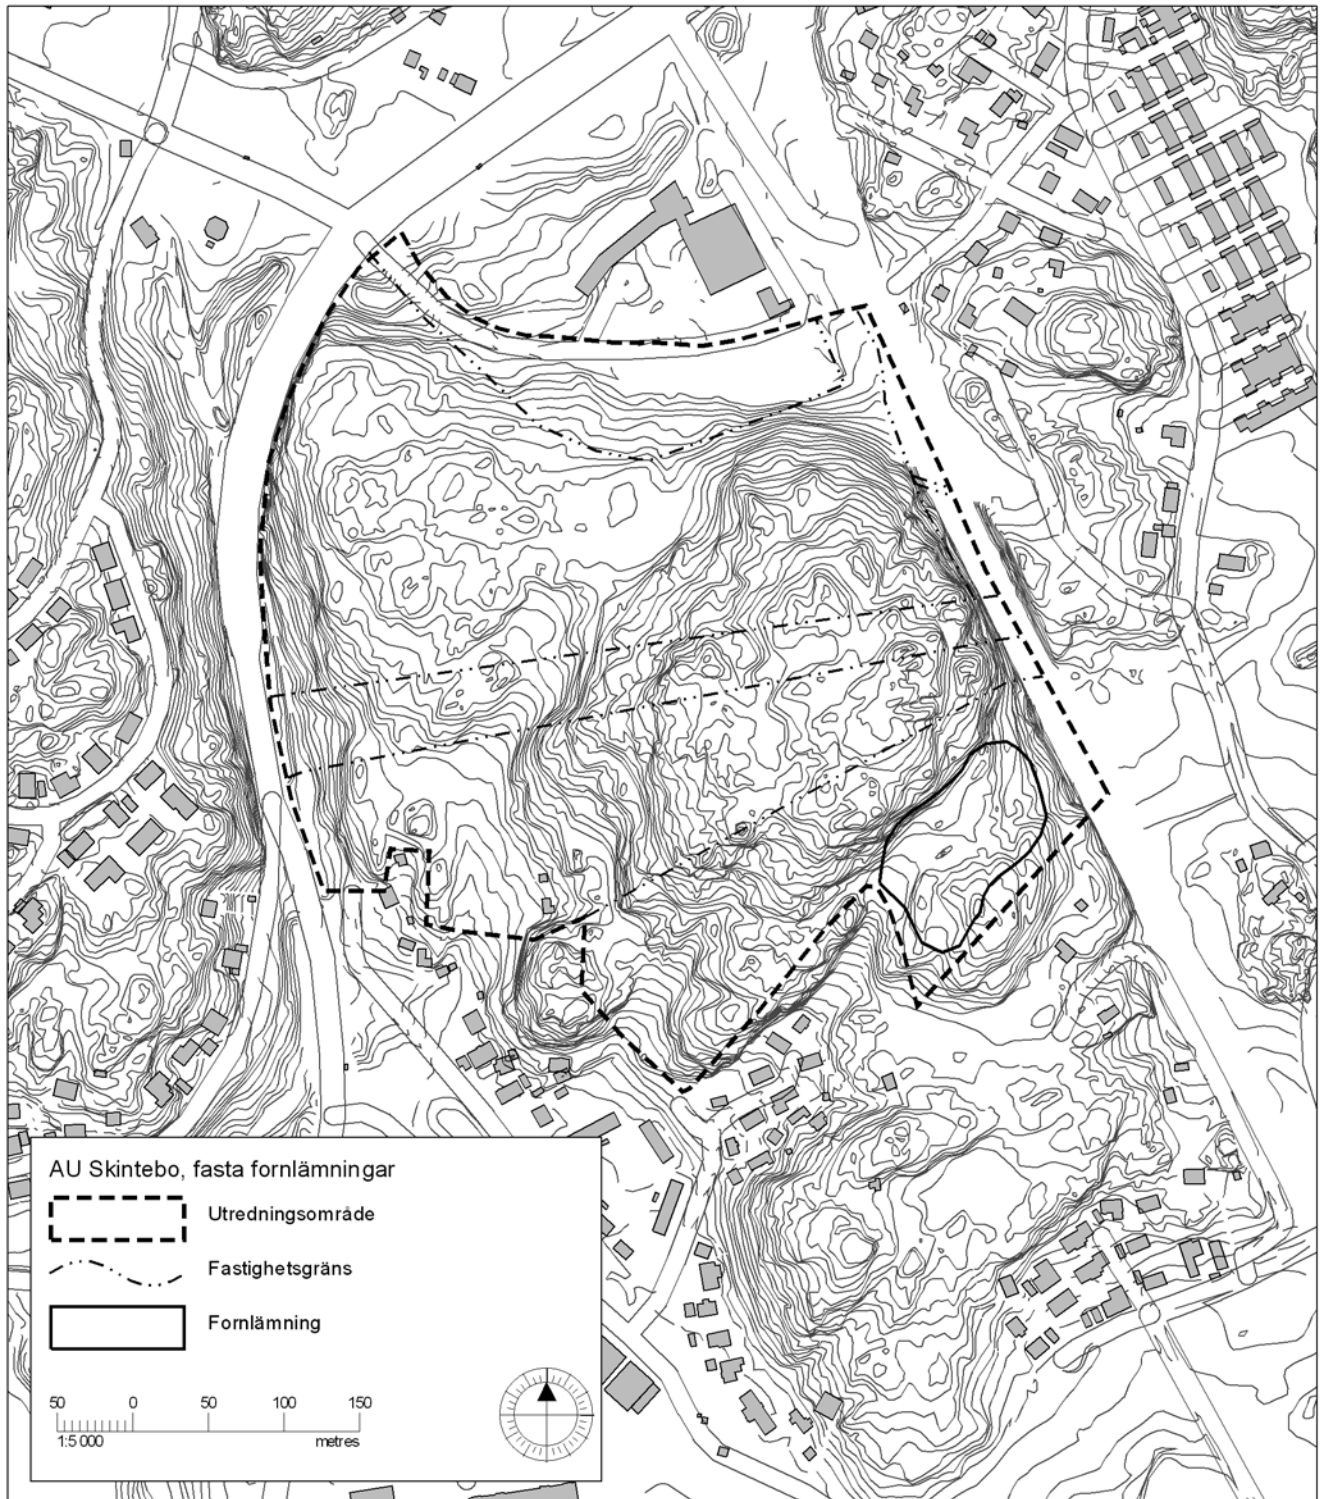 AU Skintebo, fasta fornlämningar
Utredningsområde
Fastighetsgräns
Fornlämning
50 0 50 100 150
1:5 000 metres